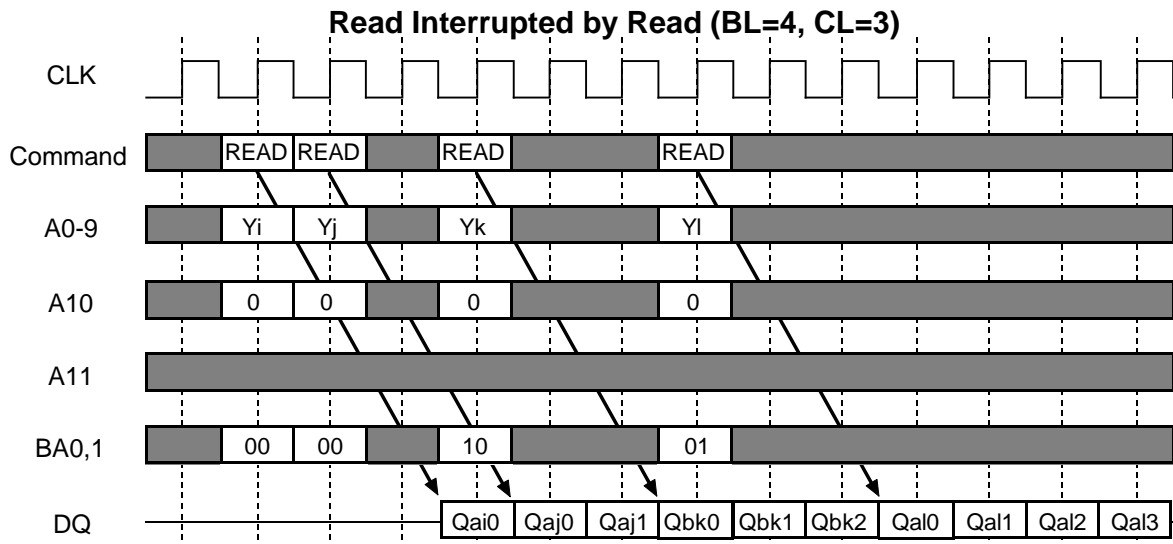 Read Interrupted by Read (BL=4, CL=3)
CLK
Command READ READ READ READ
A0-9 Yi Yj Yk Yl
A10 0 0 0 0
A11
BA0,1 00 00 10 01
DQ Qai0 Qaj0 Qaj1 Qbk0 Qbk1 Qbk2 Qal0 Qal1 Qal2 Qal3